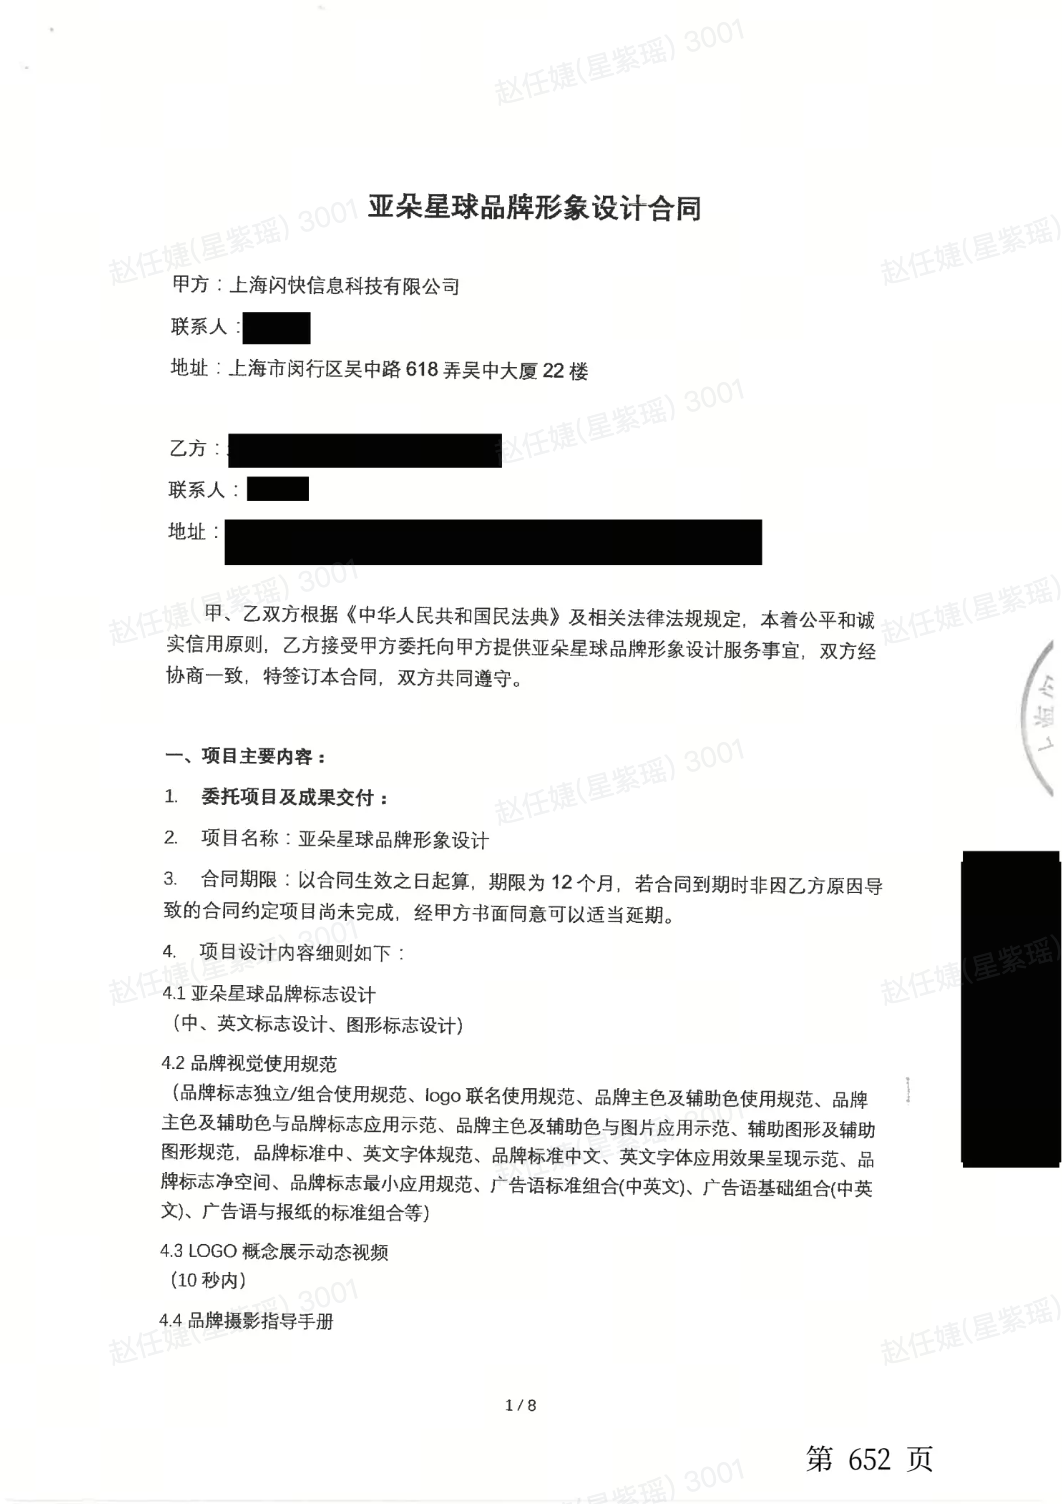 赵任婕(星紫瑶) 3001
亚朵星球品牌形象设计合同
赵任婕(星紫瑶) 3001
赵任婕(星紫瑶)
甲方：上海闪快信息科技有限公司
联系人：
地址：上海市闵行区吴中路 618 弄吴中大厦 22 楼
赵任婕(星紫瑶) 3001
乙方：
联系人：
地址：
赵任婕(星紫瑶) 3001
赵任婕(星紫瑶)
甲、乙双方根据《中华人民共和国民法典》及相关法律法规规定，本着公平和诚
实信用原则，乙方接受甲方委托向甲方提供亚朵星球品牌形象设计服务事宜，双方经
协商一致，特签订本合同，双方共同遵守。
上海
一、项目主要内容：
赵任婕(星紫瑶) 3001
1. 委托项目及成果交付：
2. 项目名称：亚朵星球品牌形象设计
3. 合同期限：以合同生效之日起算，期限为 12 个月，若合同到期时非因乙方原因导
致的合同约定项目尚未完成，经甲方书面同意可以适当延期。
4. 项目设计内容细则如下：
赵任婕(星紫瑶) 3001
赵任婕(星紫瑶)
4.1 亚朵星球品牌标志设计
（中、英文标志设计、图形标志设计）
4.2 品牌视觉使用规范
（品牌标志独立/组合使用规范、logo 联名使用规范、品牌主色及辅助色使用规范、品牌
主色及辅助色与品牌标志应用示范、品牌主色及辅助色与图片应用示范、辅助图形及辅助
图形规范，品牌标准中、英文字体规范、品牌标准中文、英文字体应用效果呈现示范、品
牌标志净空间、品牌标志最小应用规范、广告语标准组合(中英文)、广告语基础组合(中英
文)、广告语与报纸的标准组合等）
赵任婕(星紫瑶) 3001
4.3 LOGO 概念展示动态视频
（10 秒内）
4.4 品牌摄影指导手册
赵任婕(星紫瑶) 3001
赵任婕(星紫瑶)
1 / 8
第 652 页
星紫瑶) 3001